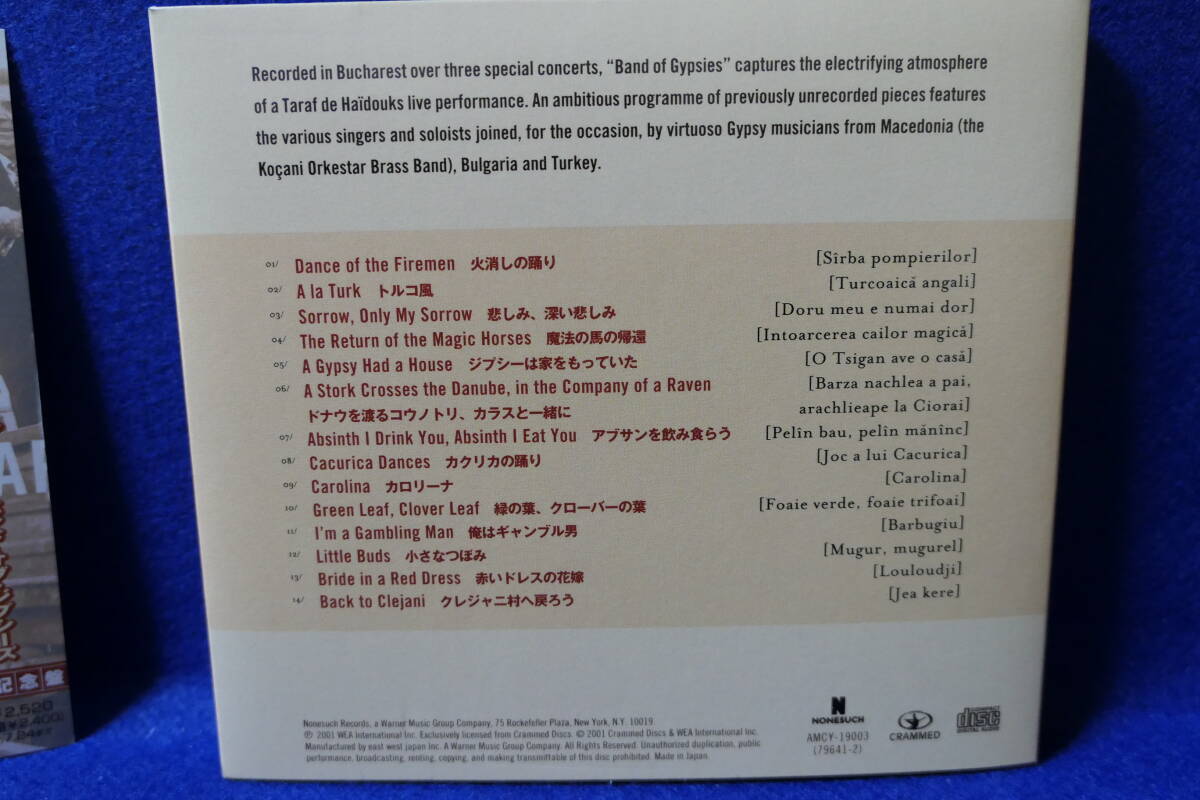 Recorded in Bucharest over three special concerts, “Band of Gypsies” captures the electrifying atmosphere
of a Taraf de Haïdouks live performance. An ambitious programme of previously unrecorded pieces features
the various singers and soloists joined, for the occasion, by virtuoso Gypsy musicians from Macedonia (the
Koçani Orkestar Brass Band), Bulgaria and Turkey.
01/ Dance of the Firemen 火消しの踊り [Sîrba pompierilor]
02/ A la Turk トルコ風 [Turcoaică angali]
03/ Sorrow, Only My Sorrow 悲しみ、深い悲しみ [Doru meu e numai dor]
04/ The Return of the Magic Horses 魔法の馬の帰還 [Intoarcerea cailor magică]
05/ A Gypsy Had a House ジプシーは家をもっていた [O Tsigan ave o casă]
06/ A Stork Crosses the Danube, in the Company of a Raven [Barza nachlea a pai,
ドナウを渡るコウノトリ、カラスと一緒に arachlieape la Ciorai]
07/ Absinth I Drink You, Absinth I Eat You アブサンを飲み食らう [Pelîn bau, pelîn mănînc]
08/ Cacurica Dances カクリカの踊り [Joc a lui Cacurica]
09/ Carolina カロリーナ [Carolina]
10/ Green Leaf, Clover Leaf 緑の葉、クローバーの葉 [Foaie verde, foaie trifoai]
11/ I'm a Gambling Man 俺はギャンブル男 [Barbugiu]
12/ Little Buds 小さなつぼみ [Mugur, mugurel]
13/ Bride in a Red Dress 赤いドレスの花嫁 [Louloudji]
14/ Back to Clejani クレジャニ村へ戻ろう [Jea kere]
Nonesuch Records, a Warner Music Group Company, 75 Rockefeller Plaza, New York, N.Y. 10019.
℗ 2001 WEA International Inc. Exclusively licensed from Crammed Discs. © 2001 Crammed Discs & WEA International Inc.
Manufactured by east west japan inc. A Warner Music Group Company. All Rights Reserved. Unauthorized duplication, public
performance, broadcasting, renting, copying, and making transmittable of this disc prohibited. Made in Japan.
N
NONESUCH
AMCY-19003
(79641-2)
CRAMMED
COMPACT
disc
DIGITAL AUDIO
記念盤
2,520
2,400